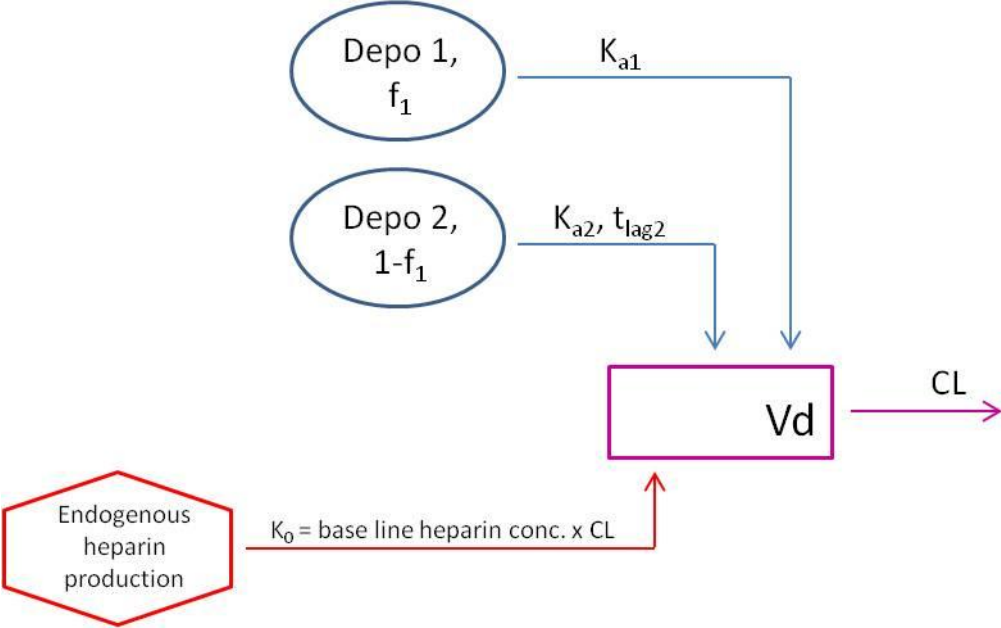 Depo 1,
f₁
Kₐ₁
Depo 2,
1-f₁
Kₐ₂, tₗₐg₂
Vd
CL
Endogenous
heparin
production
K₀ = base line heparin conc. x CL